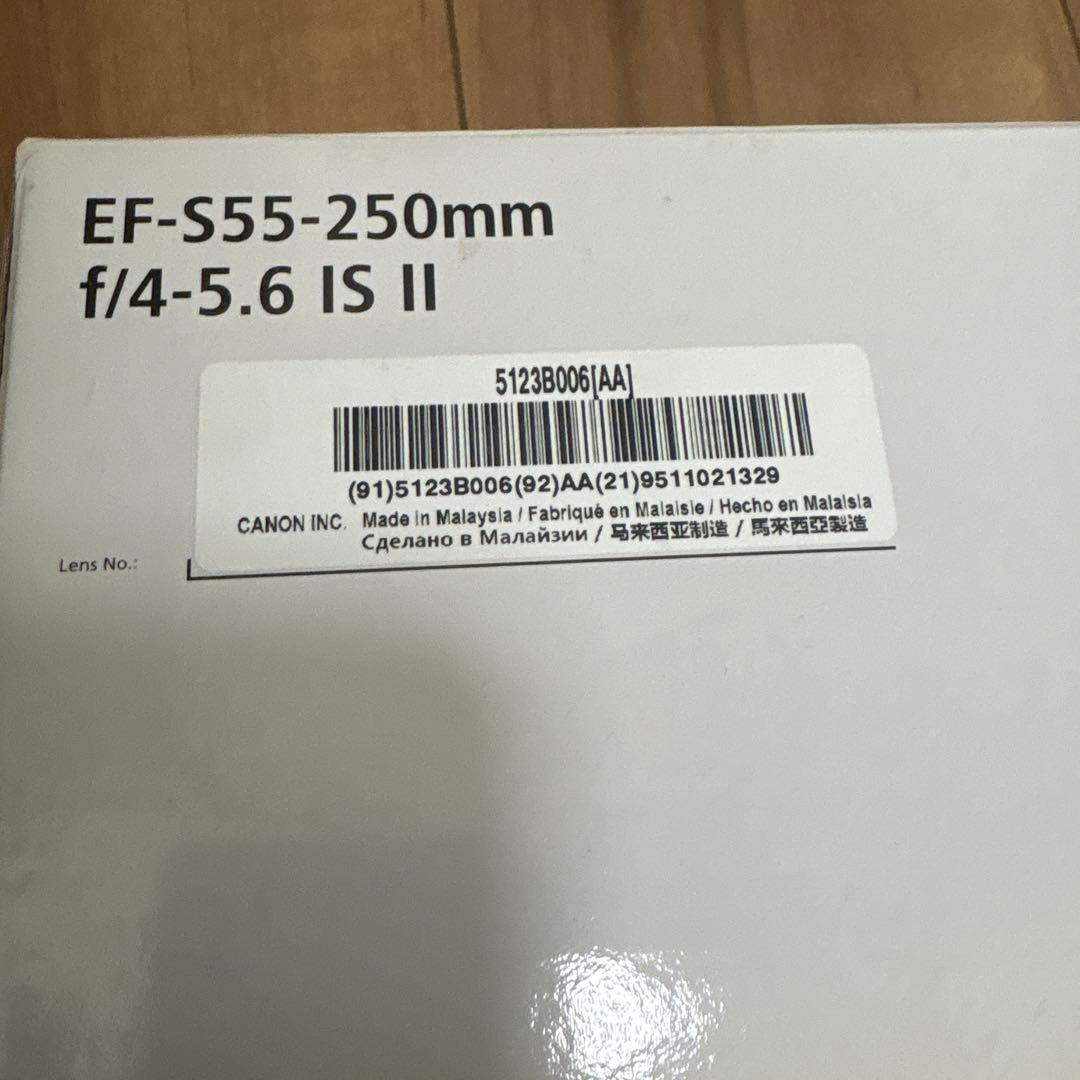 EF-S55-250mm
f/4-5.6 IS II
5123B006[AA]
(91)5123B006(92)AA(21)9511021329
CANON INC. Made in Malaysia / Fabriqué en Malaisie / Hecho en Malaisia
Сделано в Малайзии / 马来西亚制造 / 馬來西亞製造
Lens No.: